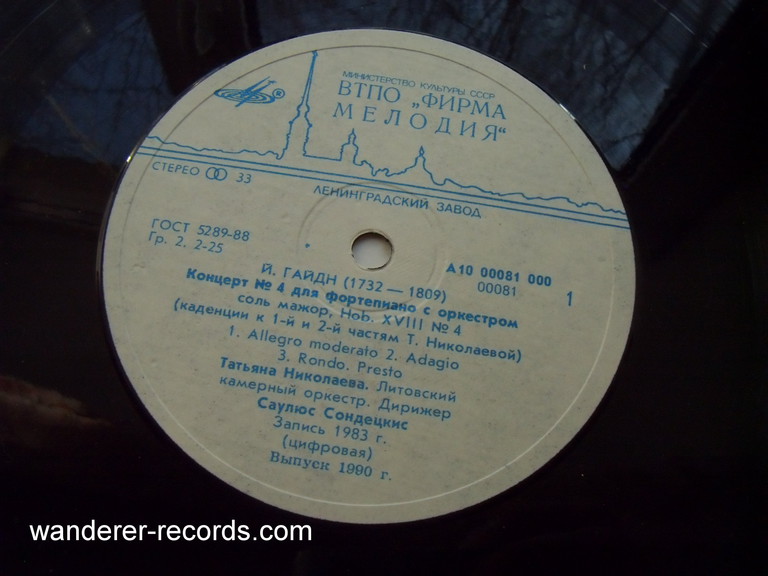 МИНИСТЕРСТВО КУЛЬТУРЫ СССР
ВТПО „ФИРМА
МЕЛОДИЯ“
®
СТЕРЕО 33
ЛЕНИНГРАДСКИЙ ЗАВОД
ГОСТ 5289-88
Гр. 2. 2-25
А10 00081 000
00081
1
Й. ГАЙДН (1732 — 1809)
Концерт № 4 для фортепиано с оркестром
соль мажор, Hob. XVIII № 4
(каденции к 1-й и 2-й частям Т. Николаевой)
1. Allegro moderato 2. Adagio
3. Rondo. Presto
Татьяна Николаева. Литовский
камерный оркестр. Дирижер
Саулюс Сондецкис
Запись 1983 г.
(цифровая)
Выпуск 1990 г.
wanderer-records.com